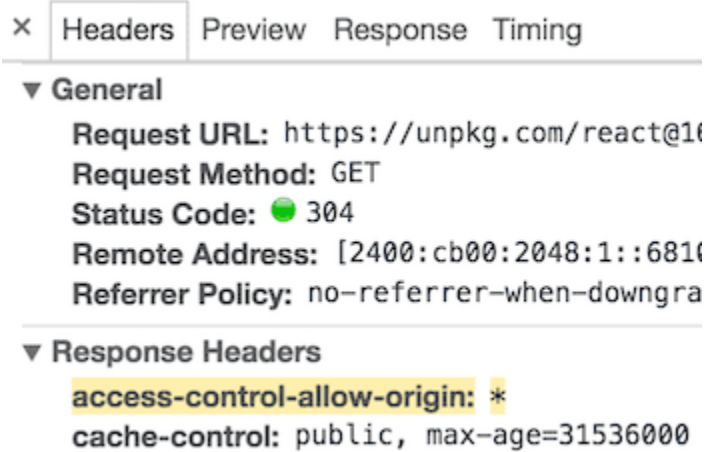 × Headers Preview Response Timing
▼ General
Request URL: https://unpkg.com/react@16
Request Method: GET
Status Code: 304
Remote Address: [2400:cb00:2048:1::6810
Referrer Policy: no-referrer-when-downgra
▼ Response Headers
access-control-allow-origin: *
cache-control: public, max-age=31536000